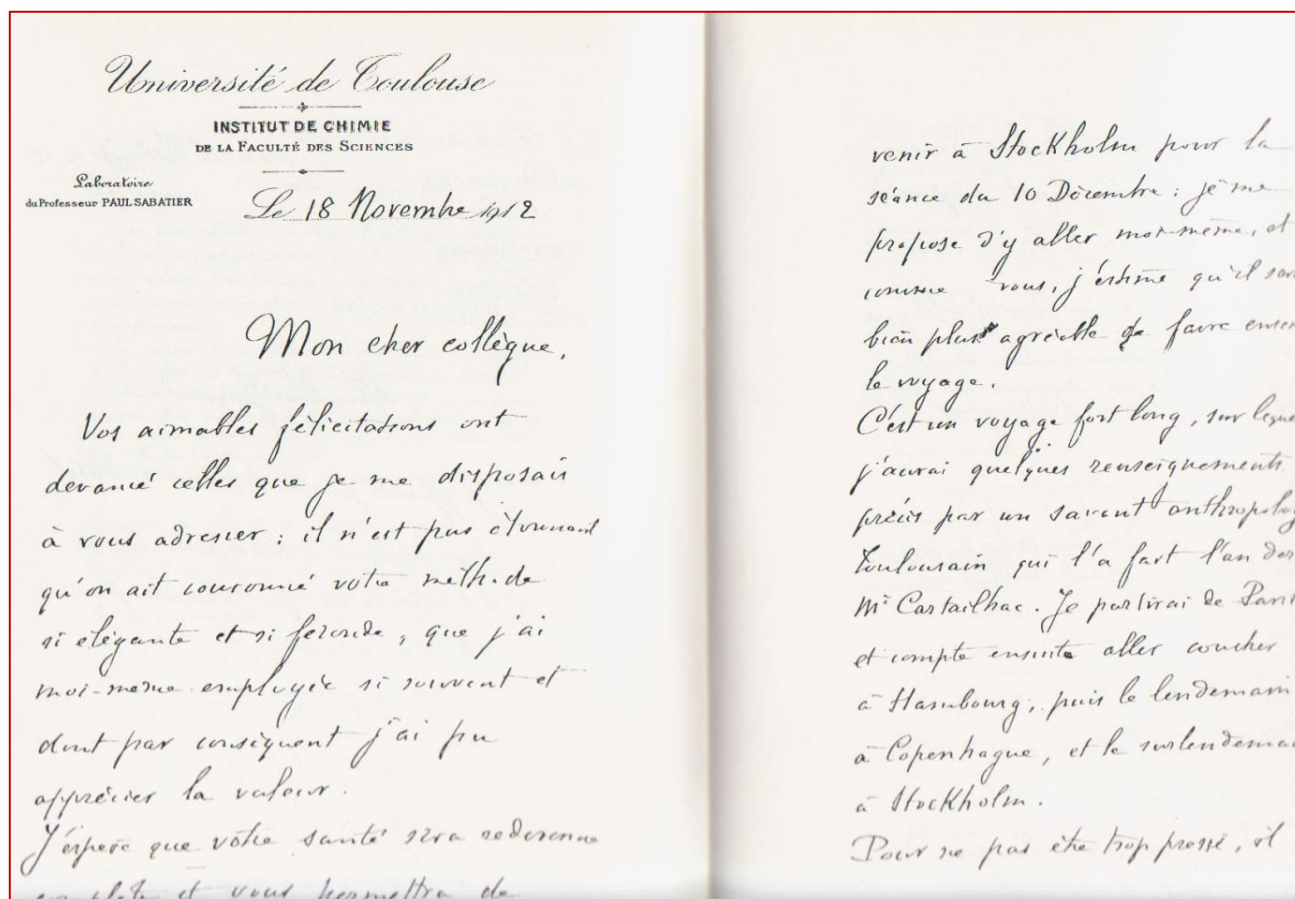 Université de Toulouse
INSTITUT DE CHIMIE
DE LA FACULTÉ DES SCIENCES
Laboratoire
du Professeur PAUL SABATIER
Le 18 Novembre 1912
Mon cher collègue,
Vos aimables félicitations ont
devancé celles que je me disposais
à vous adresser ; il n'est pas étonnant
qu'on ait couronné votre méthode
si élégante et si féconde, que j'ai
moi-même employée si souvent et
dont par conséquent j'ai pu
apprécier la valeur.
J'espère que votre santé sera redevenue
complète et vous permettra de
venir à Stockholm pour la
séance du 10 Décembre : je me
propose d'y aller moi-même, et
comme vous, j'estime qu'il
bien plus agréable de faire
le voyage.
C'est un voyage fort long, sur
j'aurai quelques renseignements
précis par un savant
Toulousain qui l'a fait l'an
Mr Cartailhac. Je partirai de
et compte ensuite aller coucher
à Hambourg, puis le lendemain
à Copenhague, et le
à Stockholm.
Pour ne pas être trop pressé, il